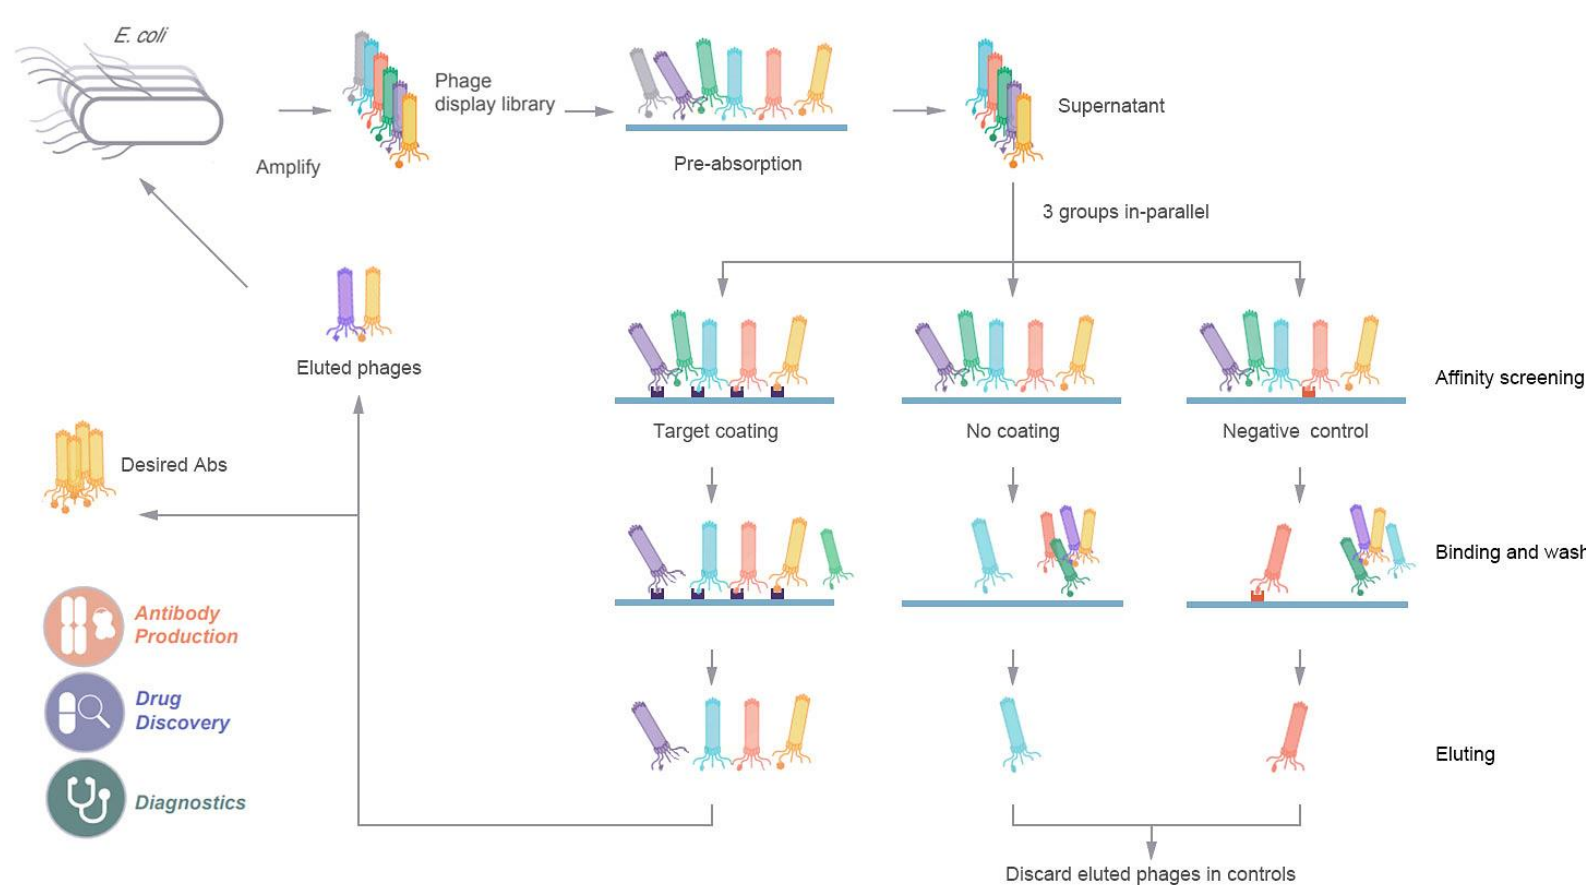 E. coli
Amplify
Phage
display library
Pre-absorption
Supernatant
3 groups in-parallel
Eluted phages
Desired Abs
Target coating
No coating
Negative control
Affinity screening
Binding and wash
Eluting
Antibody
Production
Drug
Discovery
Diagnostics
Discard eluted phages in controls